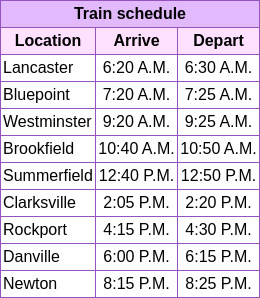 Train schedule
Location Arrive Depart
Lancaster 6:20 A.M. 6:30 A.M.
Bluepoint 7:20 A.M. 7:25 A.M.
Westminster 9:20 A.M. 9:25 A.M.
Brookfield 10:40 A.M. 10:50 A.M.
Summerfield 12:40 P.M. 12:50 P.M.
Clarksville 2:05 P.M. 2:20 P.M.
Rockport 4:15 P.M. 4:30 P.M.
Danville 6:00 P.M. 6:15 P.M.
Newton 8:15 P.M. 8:25 P.M.